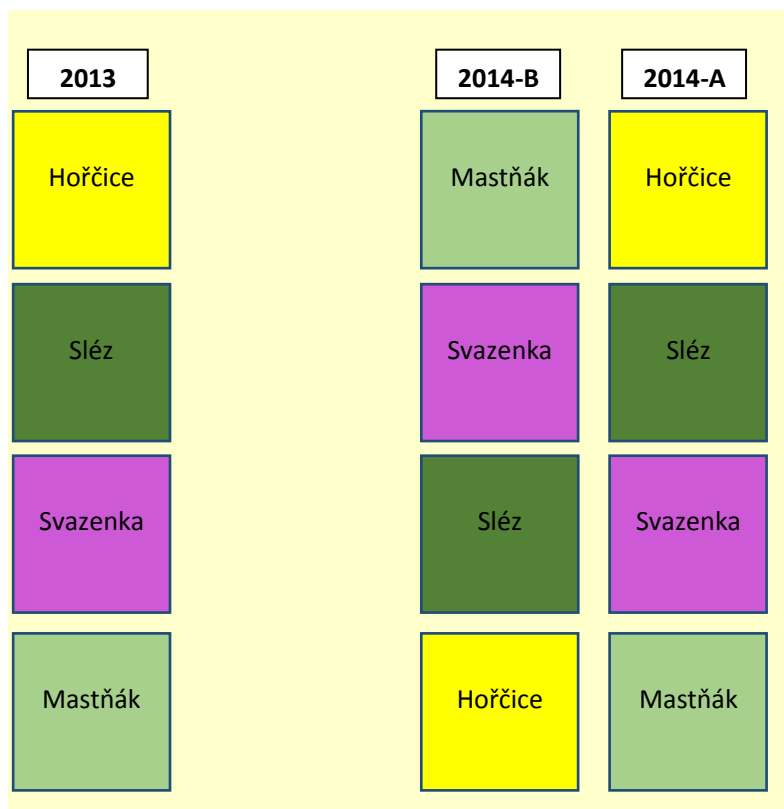 2013
2014-B
2014-A
Hořčice
Mastňák
Hořčice
Sléz
Svazenka
Sléz
Svazenka
Sléz
Svazenka
Mastňák
Hořčice
Mastňák